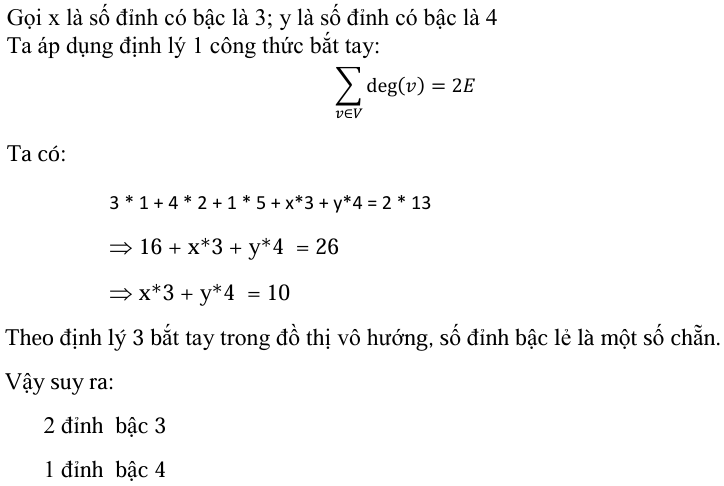 Gọi x là số đỉnh có bậc là 3; y là số đỉnh có bậc là 4
Ta áp dụng định lý 1 công thức bắt tay:
∑ deg(v) = 2E
v∈V
Ta có:
3 * 1 + 4 * 2 + 1 * 5 + x*3 + y*4 = 2 * 13
⇒ 16 + x*3 + y*4 = 26
⇒ x*3 + y*4 = 10
Theo định lý 3 bắt tay trong đồ thị vô hướng, số đỉnh bậc lẻ là một số chẵn.
Vậy suy ra:
2 đỉnh bậc 3
1 đỉnh bậc 4